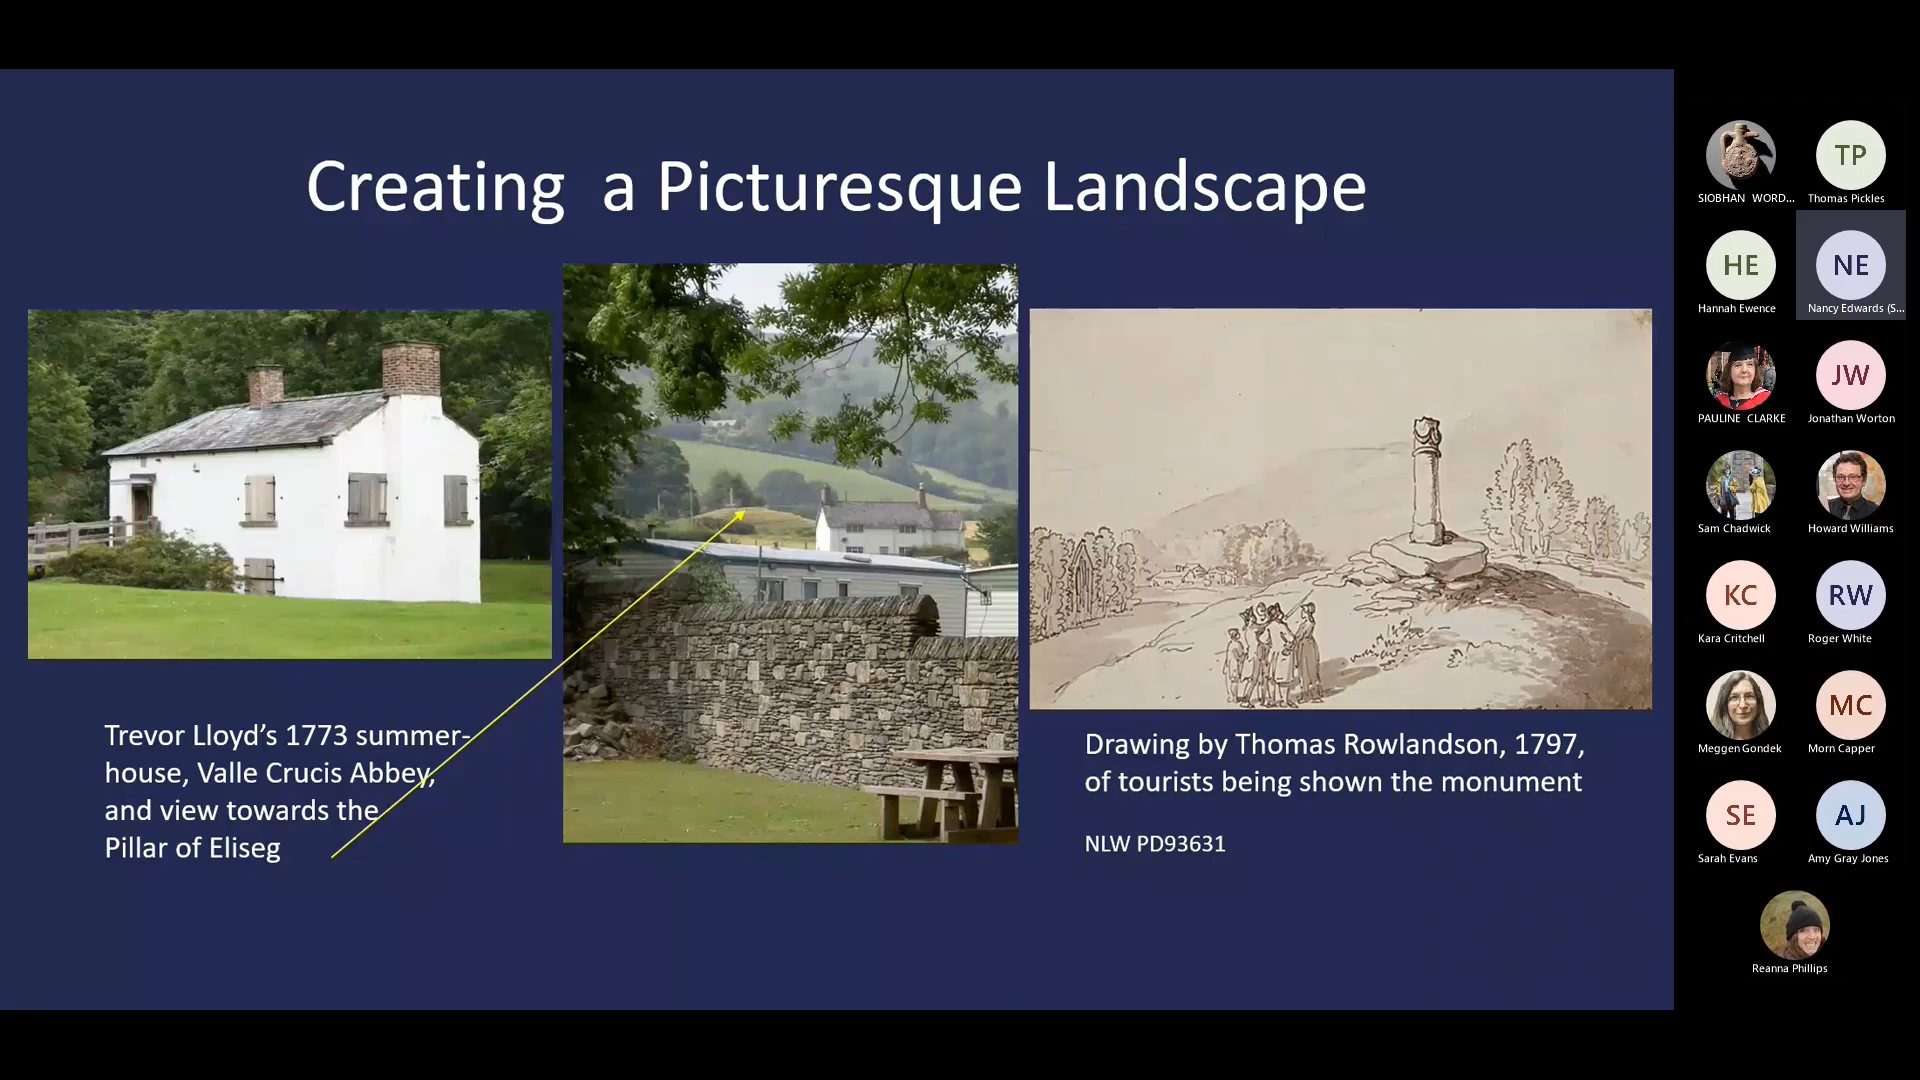 Creating  a Picturesque Landscape
Trevor Lloyd's 1773 summer-
house, Valle Crucis Abbey,
and view towards the
Pillar of Eliseg
Drawing by Thomas Rowlandson, 1797,
of tourists being shown the monument
NLW PD93631
SIOBHAN WORD...
TP
Thomas Pickles
HE
Hannah Ewence
NE
Nancy Edwards (S...
PAULINE CLARKE
JW
Jonathan Worton
Sam Chadwick
Howard Williams
KC
Kara Critchell
RW
Roger White
Meggen Gondek
MC
Morn Capper
SE
Sarah Evans
AJ
Amy Gray Jones
Reanna Phillips